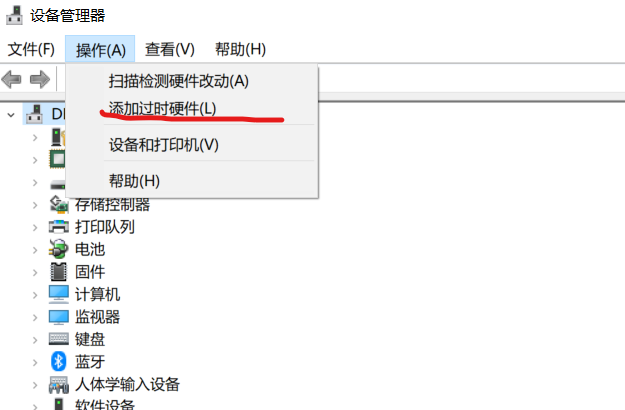 设备管理器
文件(F) 操作(A) 查看(V) 帮助(H)
扫描检测硬件改动(A)
添加过时硬件(L)
设备和打印机(V)
帮助(H)
存储控制器
打印队列
电池
固件
计算机
监视器
键盘
蓝牙
人体学输入设备
软件设备